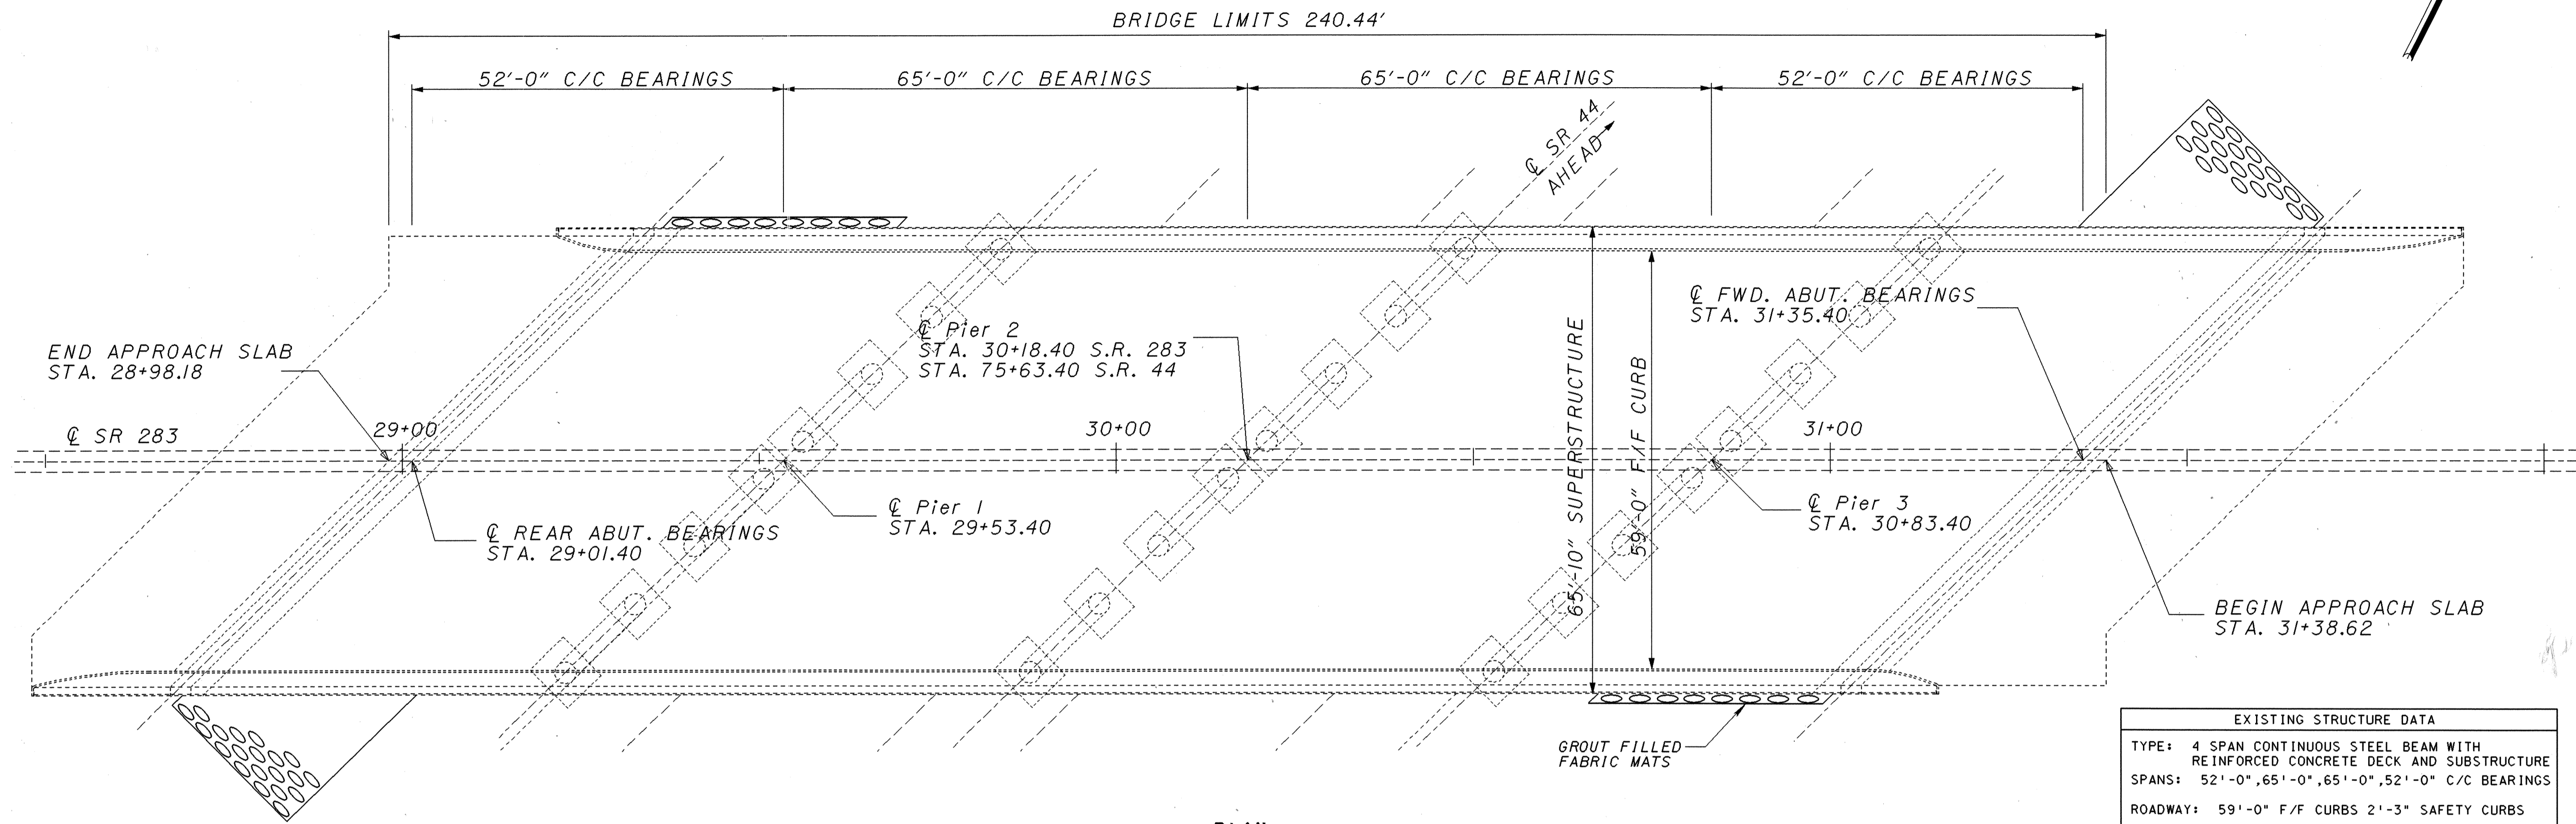 BRIDGE LIMITS 240.44'
52'-0" C/C BEARINGS
65'-0" C/C BEARINGS
65'-0" C/C BEARINGS
52'-0" C/C BEARINGS
℄ SR 44
AHEAD
℄ FWD. ABUT. BEARINGS
STA. 31+35.40
℄ Pier 2
STA. 30+18.40 S.R. 283
STA. 75+63.40 S.R. 44
END APPROACH SLAB
STA. 28+98.18
65'-10" SUPERSTRUCTURE
59'-0" F/F CURB
℄ SR 283
29+00
30+00
31+00
℄ Pier 1
STA. 29+53.40
℄ Pier 3
STA. 30+83.40
℄ REAR ABUT. BEARINGS
STA. 29+01.40
BEGIN APPROACH SLAB
STA. 31+38.62
GROUT FILLED
FABRIC MATS
EXISTING STRUCTURE DATA
TYPE: 4 SPAN CONTINUOUS STEEL BEAM WITH
REINFORCED CONCRETE DECK AND SUBSTRUCTURE
SPANS: 52'-0",65'-0",65'-0",52'-0" C/C BEARINGS
ROADWAY: 59'-0" F/F CURBS 2'-3" SAFETY CURBS